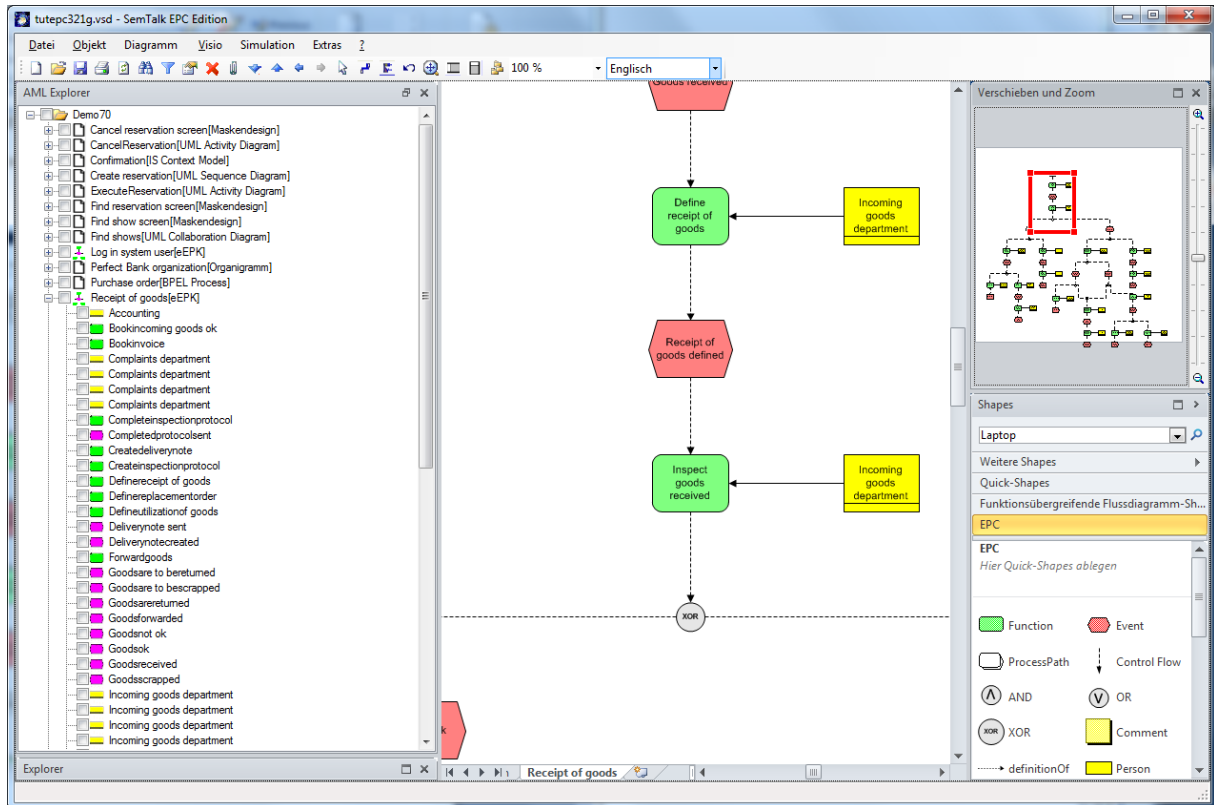 tutepc321g.vsd - SemTalk EPC Edition
Datei Objekt Diagramm Visio Simulation Extras ?
100 % Englisch
AML Explorer
Demo70
Cancel reservation screen[Maskendesign]
CancelReservation[UML Activity Diagram]
Confirmation[IS Context Model]
Create reservation[UML Sequence Diagram]
ExecuteReservation[UML Activity Diagram]
Find reservation screen[Maskendesign]
Find show screen[Maskendesign]
Find shows[UML Collaboration Diagram]
Log in system user[eEPK]
Perfect Bank organization[Organigramm]
Purchase order[BPEL Process]
Receipt of goods[eEPK]
Accounting
Bookincoming goods ok
Bookinvoice
Complaints department
Complaints department
Complaints department
Complaints department
Completeinspectionprotocol
Completedprotocolsent
Createdeliverynote
Createinspectionprotocol
Definereceipt of goods
Definereplacementorder
Defineutilizationof goods
Deliverynote sent
Deliverynotecreated
Forwardgoods
Goodsare to bereturned
Goodsare to bescrapped
Goodsarereturned
Goodsforwarded
Goodsnot ok
Goodsok
Goodsreceived
Goodsscrapped
Incoming goods department
Incoming goods department
Incoming goods department
Incoming goods department
Explorer
Goods received
Define
receipt of
goods
Incoming
goods
department
Receipt of
goods defined
Inspect
goods
received
Incoming
goods
department
XOR
k
Receipt of goods
Verschieben und Zoom
Shapes
Laptop
Weitere Shapes
Quick-Shapes
Funktionsübergreifende Flussdiagramm-Sh...
EPC
EPC
Hier Quick-Shapes ablegen
Function Event
ProcessPath Control Flow
AND V OR
XOR XOR Comment
definitionOf Person